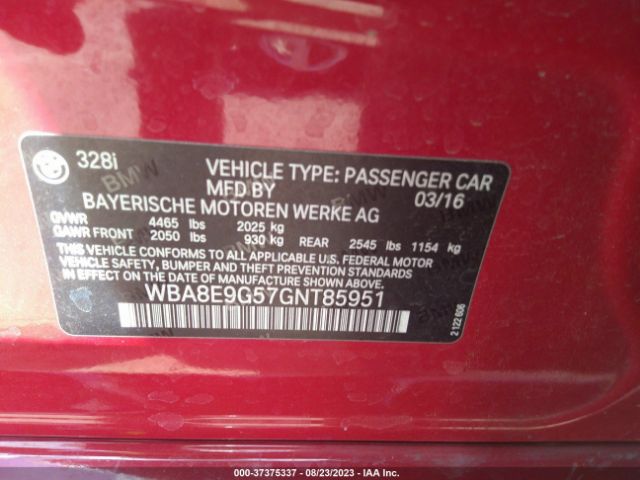 328i
VEHICLE TYPE: PASSENGER CAR
MFD BY 03/16
BAYERISCHE MOTOREN WERKE AG
GVWR 4465 lbs 2025 kg
GAWR FRONT 2050 lbs 930 kg REAR 2545 lbs 1154 kg
THIS VEHICLE CONFORMS TO ALL APPLICABLE U.S. FEDERAL MOTOR
VEHICLE SAFETY, BUMPER AND THEFT PREVENTION STANDARDS IN
EFFECT ON THE DATE OF MANUFACTURE SHOWN ABOVE.
WBA8E9G57GNT85951
2 122 606
000-37375337 - 08/23/2023 - IAA Inc.